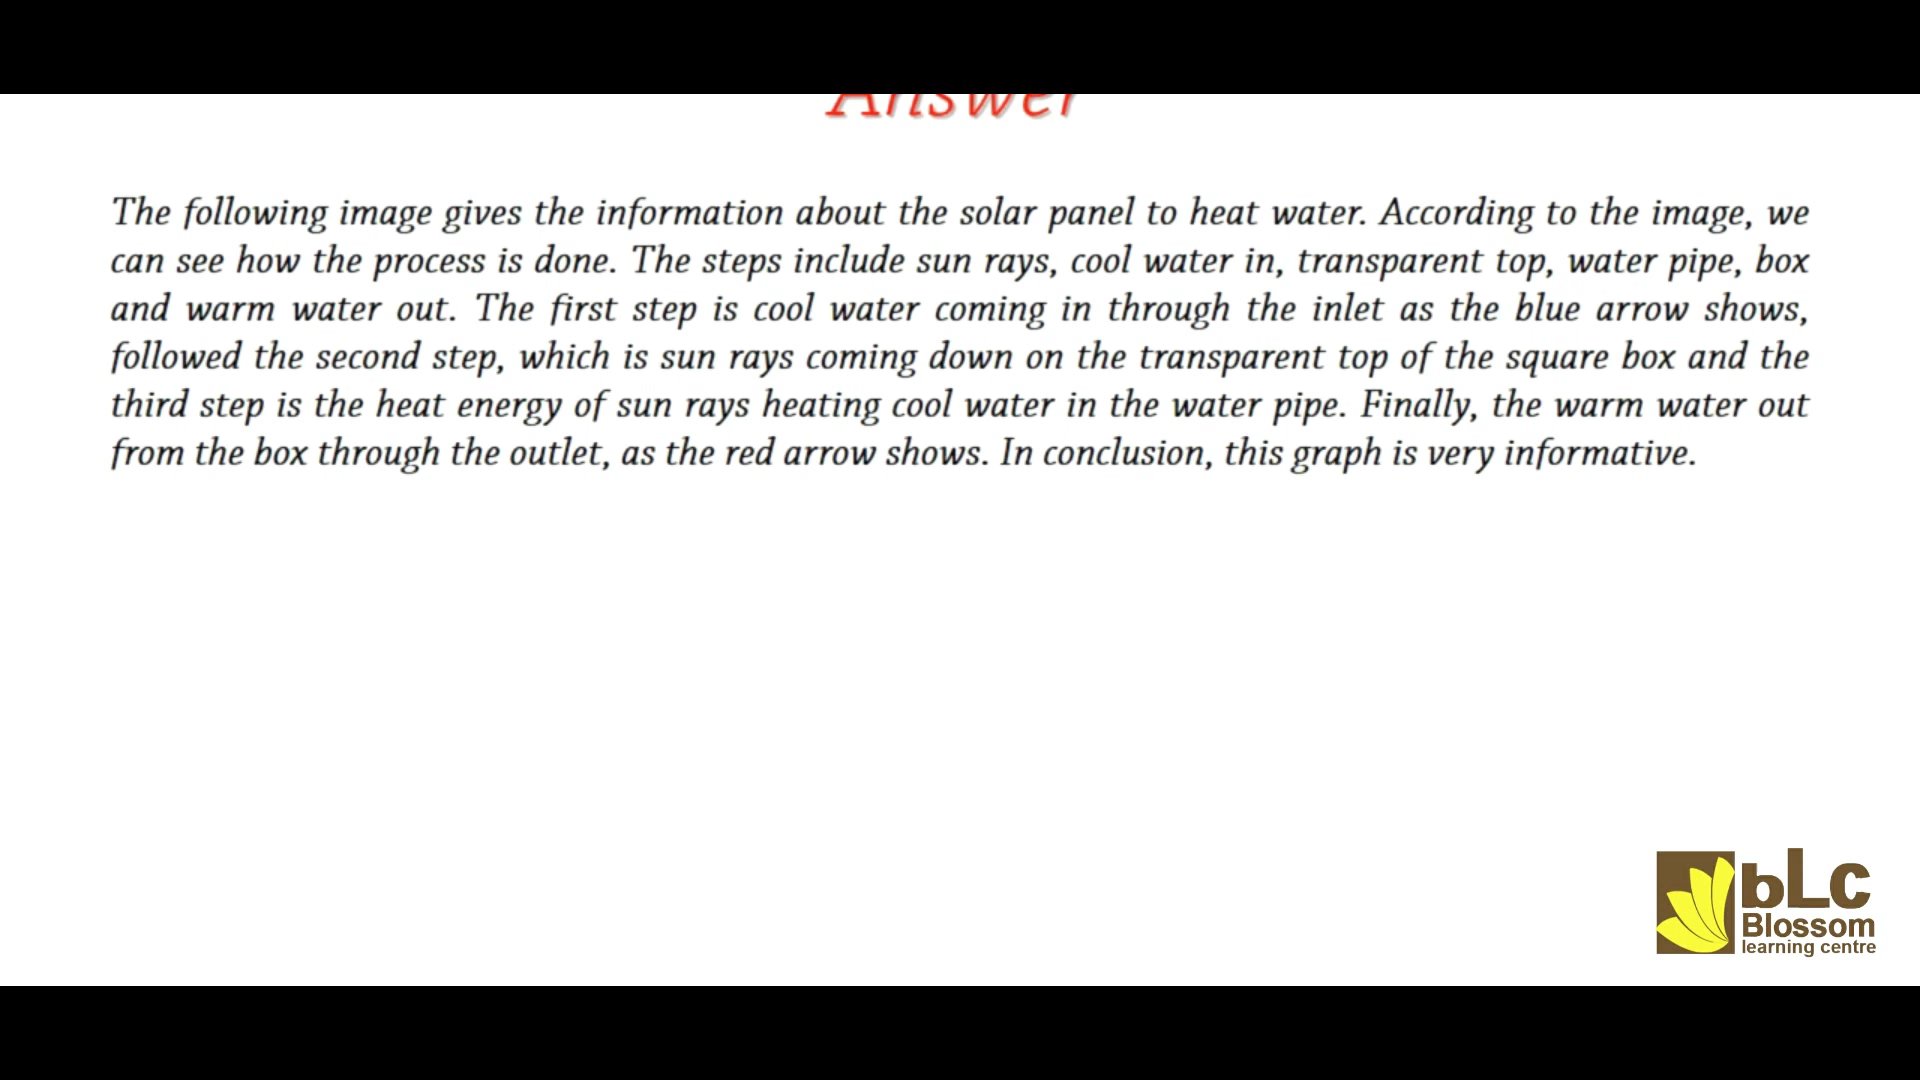 Answer
The following image gives the information about the solar panel to heat water. According to the image, we
can see how the process is done. The steps include sun rays, cool water in, transparent top, water pipe, box
and warm water out. The first step is cool water coming in through the inlet as the blue arrow shows,
followed the second step, which is sun rays coming down on the transparent top of the square box and the
third step is the heat energy of sun rays heating cool water in the water pipe. Finally, the warm water out
from the box through the outlet, as the red arrow shows. In conclusion, this graph is very informative.
bLc
Blossom
learning centre